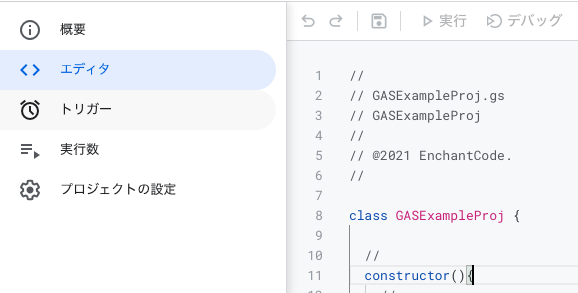 概要
エディタ
トリガー
実行数
プロジェクトの設定
実行 デバッグ
1 //
2 // GASExampleProj.gs
3 // GASExampleProj
4 //
5 // @2021 EnchantCode.
6 //
7
8 class GASExampleProj {
9
10 //
11 constructor(){